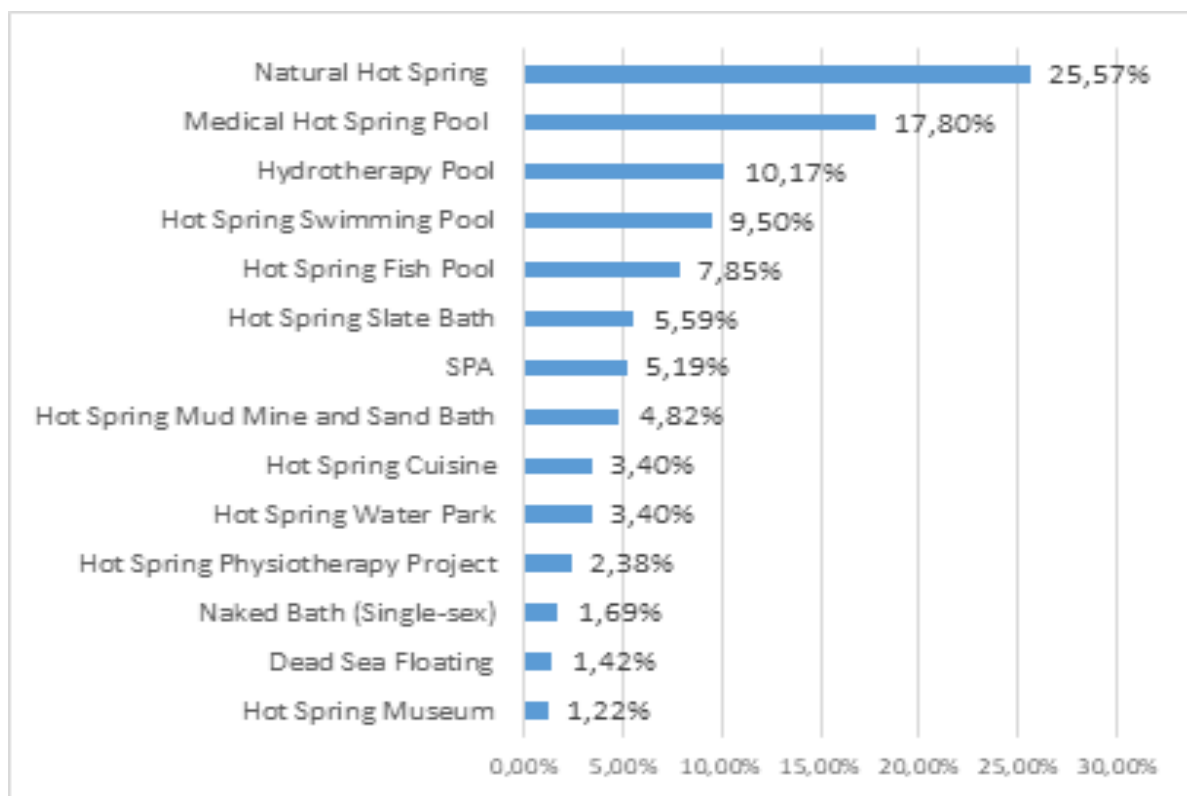 Natural Hot Spring 25,57%
Medical Hot Spring Pool 17,80%
Hydrotherapy Pool 10,17%
Hot Spring Swimming Pool 9,50%
Hot Spring Fish Pool 7,85%
Hot Spring Slate Bath 5,59%
SPA 5,19%
Hot Spring Mud Mine and Sand Bath 4,82%
Hot Spring Cuisine 3,40%
Hot Spring Water Park 3,40%
Hot Spring Physiotherapy Project 2,38%
Naked Bath (Single-sex) 1,69%
Dead Sea Floating 1,42%
Hot Spring Museum 1,22%
0,00% 5,00% 10,00% 15,00% 20,00% 25,00% 30,00%